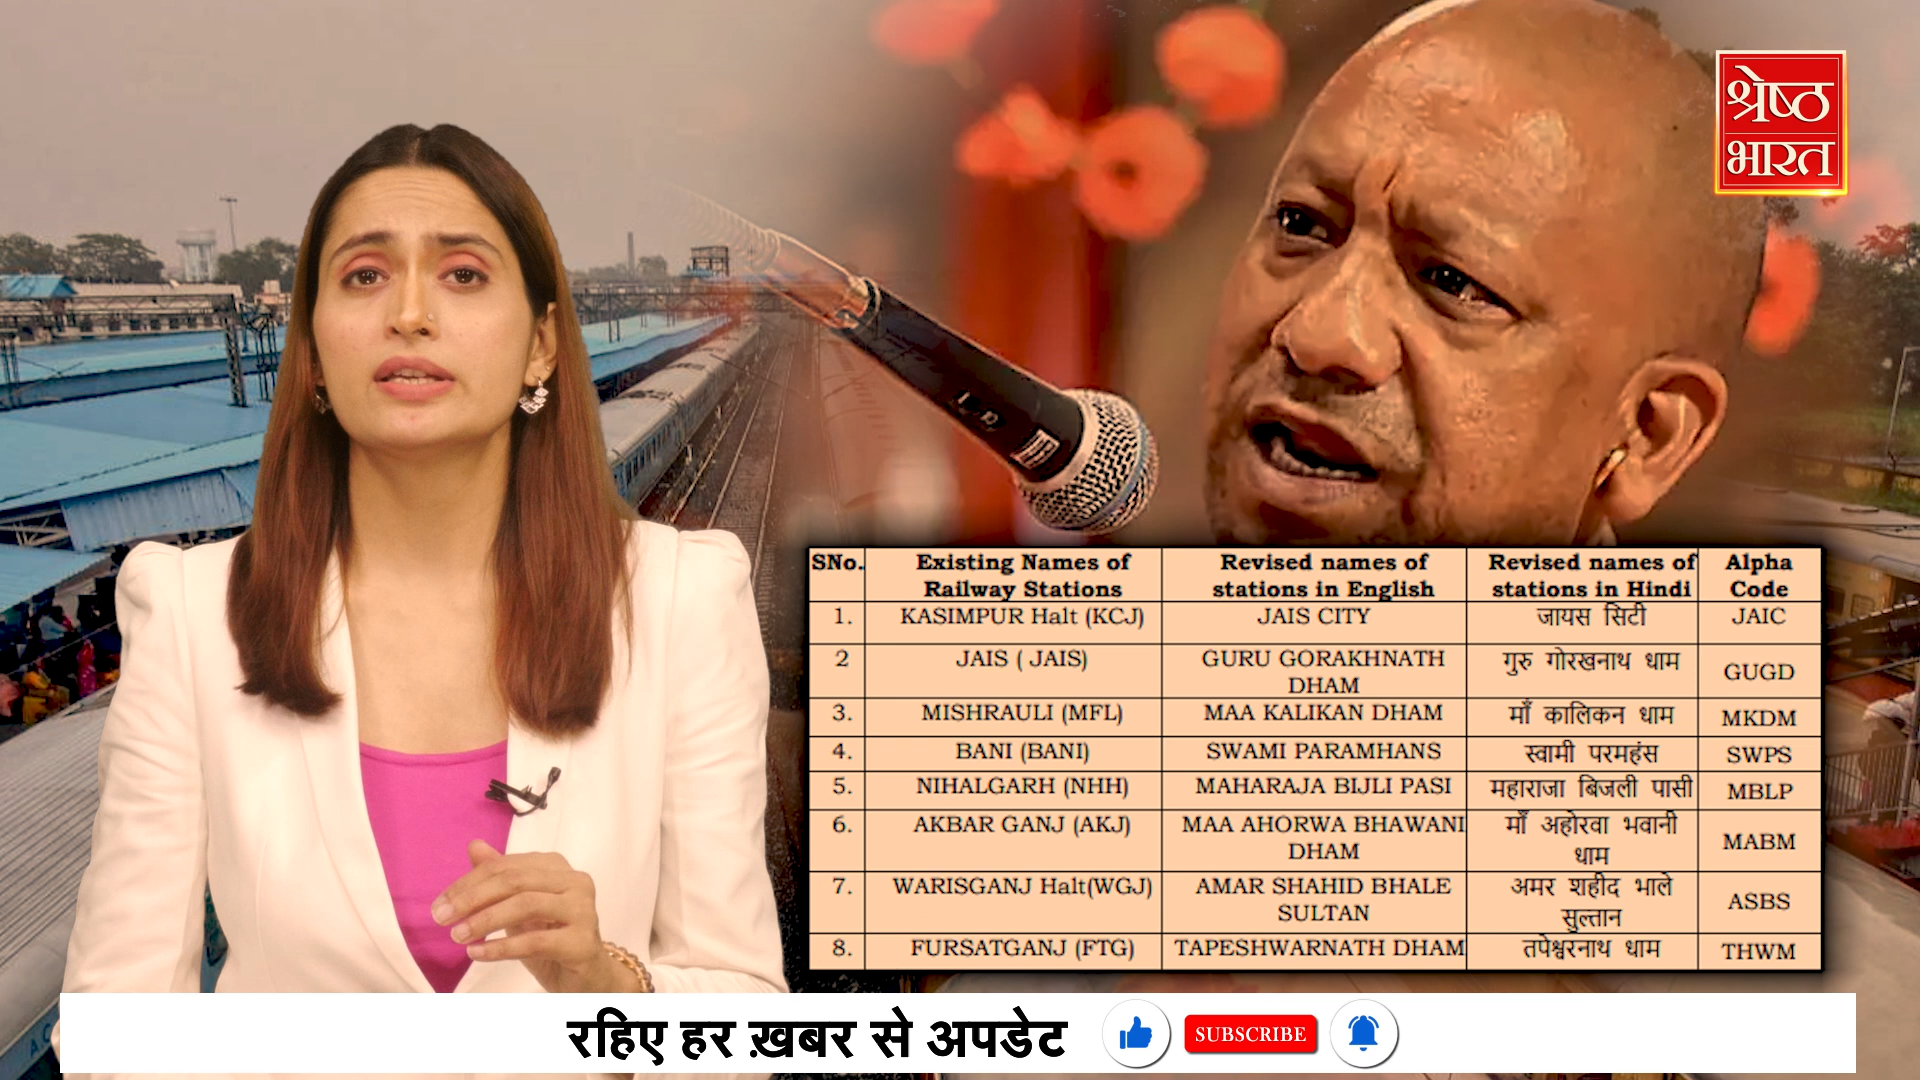 श्रेष्ठ
भारत
SNo. Existing Names of Railway Stations Revised names of stations in English Revised names of stations in Hindi Alpha Code
1. KASIMPUR Halt (KCJ) JAIS CITY जायस सिटी JAIC
2 JAIS ( JAIS) GURU GORAKHNATH DHAM गुरु गोरखनाथ धाम GUGD
3. MISHRAULI (MFL) MAA KALIKAN DHAM माँ कालिकन धाम MKDM
4. BANI (BANI) SWAMI PARAMHANS स्वामी परमहंस SWPS
5. NIHALGARH (NHH) MAHARAJA BIJLI PASI महाराजा बिजली पासी MBLP
6. AKBAR GANJ (AKJ) MAA AHORWA BHAWANI DHAM माँ अहोरवा भवानी धाम MABM
7. WARISGANJ Halt(WGJ) AMAR SHAHID BHALE SULTAN अमर शहीद भाले सुल्तान ASBS
8. FURSATGANJ (FTG) TAPESHWARNATH DHAM तपेश्वरनाथ धाम THWM
रहिए हर ख़बर से अपडेट
SUBSCRIBE